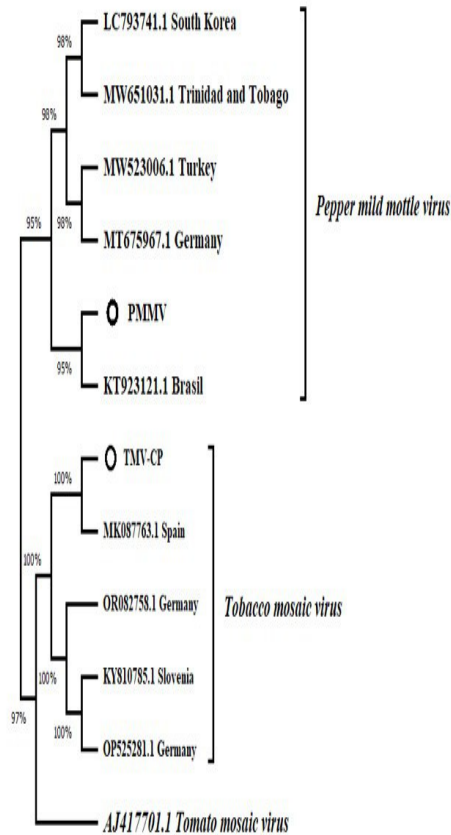 98%
LC793741.1 South Korea
98%
MW651031.1 Trinidad and Tobago
MW523006.1 Turkey
98%
MT675967.1 Germany
Pepper mild mottle virus
95%
PMMV
95%
KT923121.1 Brasil
TMV-CP
100%
MK087763.1 Spain
100%
OR082758.1 Germany
Tobacco mosaic virus
100%
KY810785.1 Slovenia
100%
OP525281.1 Germany
97%
AJ417701.1 Tomato mosaic virus